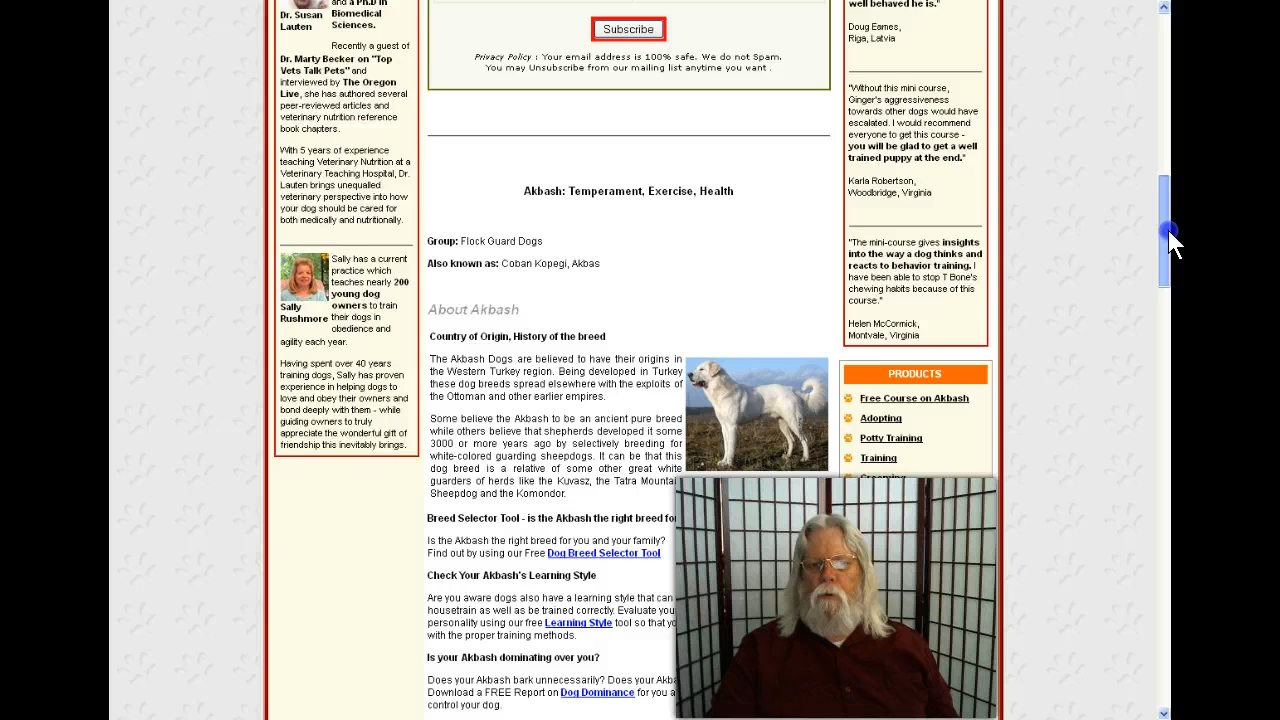 Dr. Susan
Lauten
and a Ph.D in
Biomedical
Sciences.
Recently a guest of
Dr. Marty Becker on "Top
Vets Talk Pets" and
interviewed by The Oregon
Live, she has authored several
peer-reviewed articles and
veterinary nutrition reference
book chapters.
With 5 years of experience
teaching Veterinary Nutrition at a
Veterinary Teaching Hospital, Dr.
Lauten brings unequalled
veterinary perspective into how
your dog should be cared for
both medically and nutritionally.
Sally has a current
practice which
teaches nearly 200
young dog
owners to train
their dogs in
obedience and
agility each year.
Sally
Rushmore
Having spent over 40 years
training dogs, Sally has proven
experience in helping dogs to
love and obey their owners and
bond deeply with them - while
guiding owners to truly
appreciate the wonderful gift of
friendship this inevitably brings.
Subscribe
Privacy Policy : Your email address is 100% safe. We do not Spam.
You may Unsubscribe from our mailing list anytime you want .
Akbash: Temperament, Exercise, Health
Group: Flock Guard Dogs
Also known as: Coban Kopegi, Akbas
About Akbash
Country of Origin, History of the breed
The Akbash Dogs are believed to have their origins in
the Western Turkey region. Being developed in Turkey
these dog breeds spread elsewhere with the exploits of
the Ottoman and other earlier empires.
Some believe the Akbash to be an ancient pure breed
while others believe that shepherds developed it some
3000 or more years ago by selectively breeding for
white-colored guarding sheepdogs. It can be that this
dog breed is a relative of some other great white
guarders of herds like the Kuvasz, the Tatra Mountain
Sheepdog and the Komondor.
Breed Selector Tool - is the Akbash the right breed for
Is the Akbash the right breed for you and your family?
Find out by using our Free Dog Breed Selector Tool
Check Your Akbash's Learning Style
Are you aware dogs also have a learning style that can
housetrain as well as be trained correctly. Evaluate
personality using our free Learning Style tool so that
with the proper training methods.
Is your Akbash dominating over you?
Does your Akbash bark unnecessarily? Does your
Download a FREE Report on Dog Dominance for you
control your dog.
well behaved he is."
Doug Eames,
Riga, Latvia
"Without this mini course,
Ginger's aggressiveness
towards other dogs would have
escalated. I would recommend
everyone to get this course -
you will be glad to get a well
trained puppy at the end."
Karla Robertson,
Woodbridge, Virginia
"The mini-course gives insights
into the way a dog thinks and
reacts to behavior training. I
have been able to stop T Bone's
chewing habits because of this
course."
Helen McCormick,
Montvale, Virginia
PRODUCTS
Free Course on Akbash
Adopting
Potty Training
Training